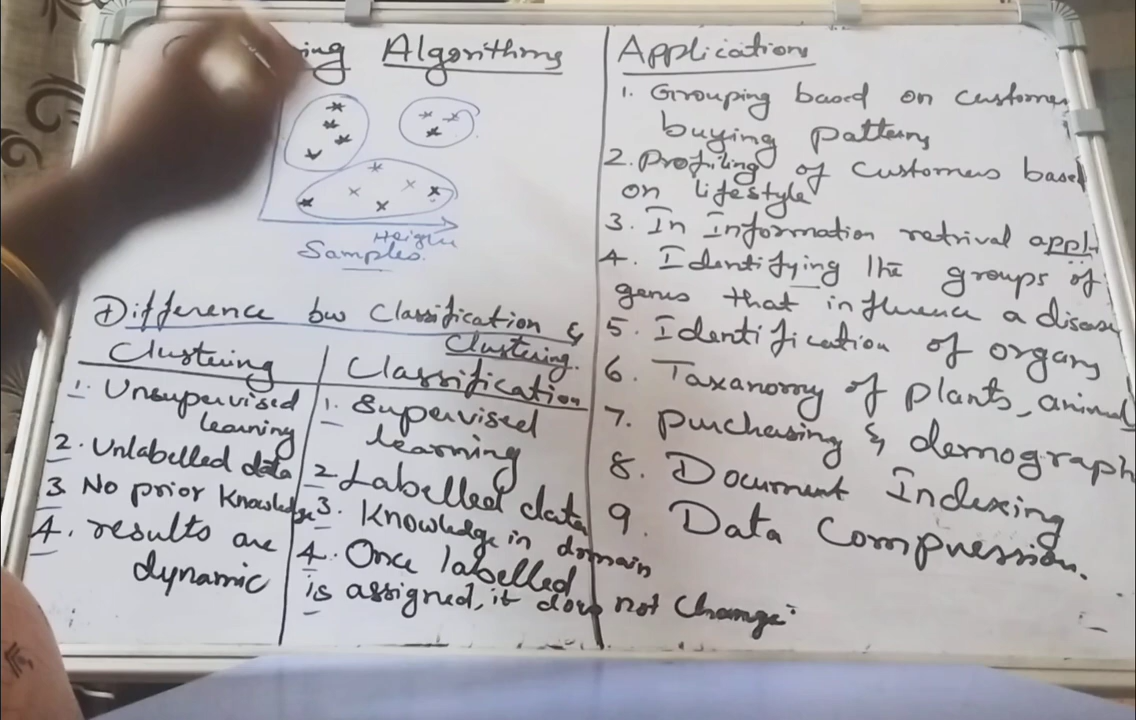 ing Algorithms
Height
Samples.
Difference bw Classification &
Clustering.
Clustering
1. Unsupervised
learning
2. Unlabelled data
3. No prior Knowledge
4. results are
dynamic
Classification
1. Supervised
learning
2. Labelled data
3. Knowledge in domain
4. Once labelled
is assigned, it does not Change.
Applications
1. Grouping based on customer
buying patterns
2. Profiling of Customers based
on lifestyle
3. In Information retrival appl.
4. Identifying the groups of
genes that influence a disease
5. Identification of organs
6. Taxanomy of plants, animal
7. Purchasing & demograph
8. Document Indexing
9. Data Compression.